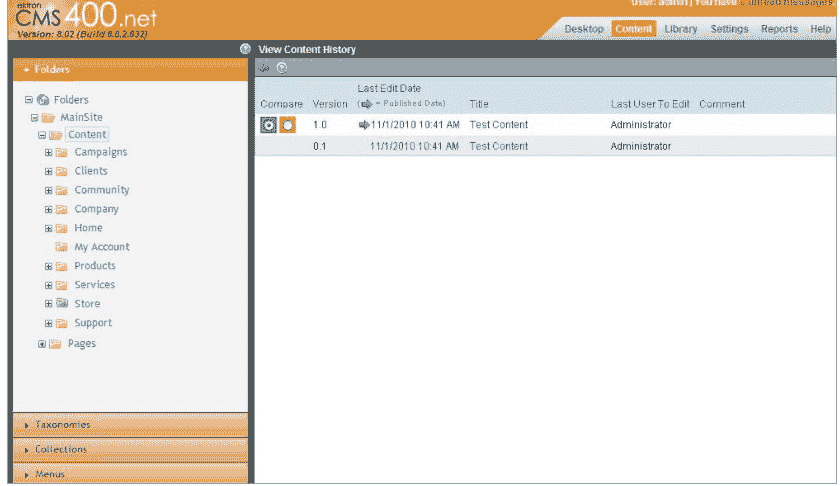 ektron
CMS400.net
Version: 8.02 (Build 8.0.2.032)
User: admin | You have
Desktop Content Library Settings Reports Help
View Content History
Folders
Folders
MainSite
Content
Campaigns
Clients
Community
Company
Home
My Account
Products
Services
Store
Support
Pages
Taxonomies
Collections
Menus
Last Edit Date
Compare Version (= Published Date) Title Last User To Edit Comment
1.0 11/1/2010 10:41 AM Test Content Administrator
0.1 11/1/2010 10:41 AM Test Content Administrator